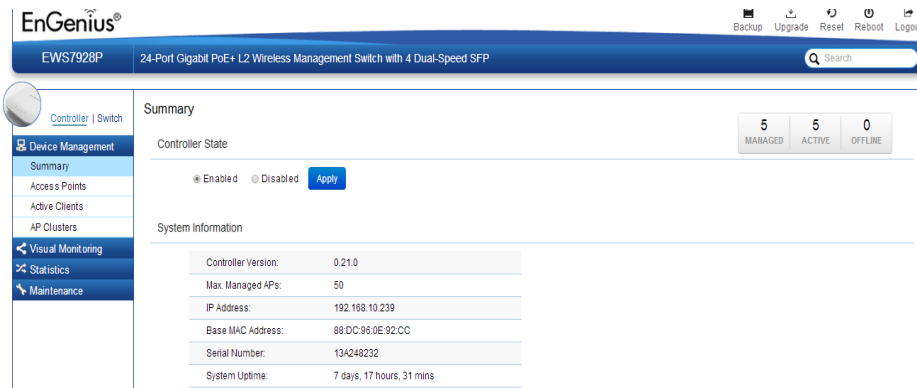 EnGenius®
Backup Upgrade Reset Reboot Logout
EWS7928P
24-Port Gigabit PoE+ L2 Wireless Management Switch with 4 Dual-Speed SFP
Search
Controller | Switch
Device Management
Summary
Access Points
Active Clients
AP Clusters
Visual Monitoring
Statistics
Maintenance
Summary
5 5 0
MANAGED ACTIVE OFFLINE
Controller State
Enabled Disabled Apply
System Information
Controller Version: 0.21.0
Max. Managed APs: 50
IP Address: 192.168.10.239
Base MAC Address: 88:DC:96:0E:92:CC
Serial Number: 13A248232
System Uptime: 7 days, 17 hours, 31 mins